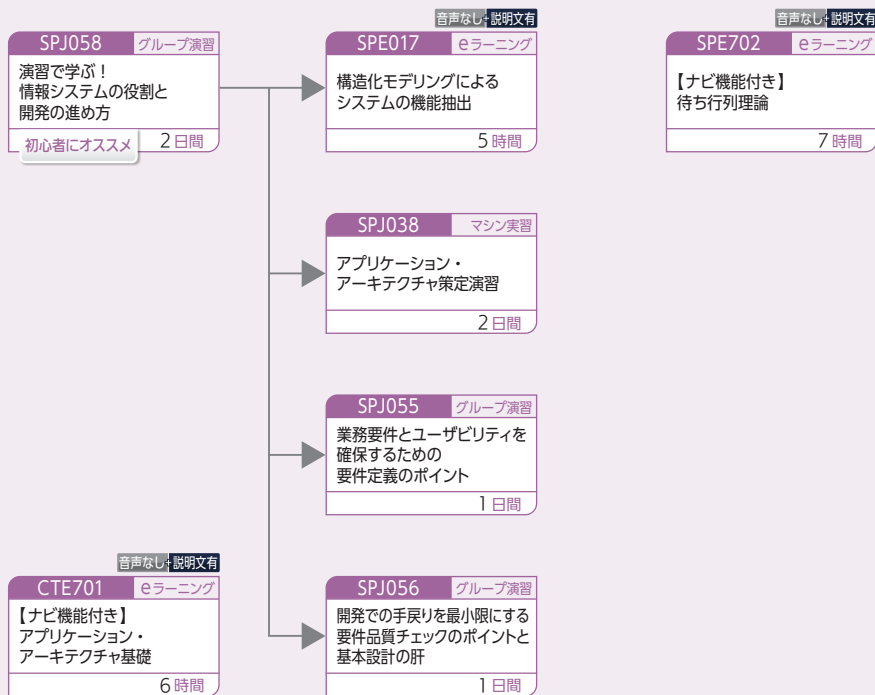 SPJ058 グループ演習
演習で学ぶ！
情報システムの役割と
開発の進め方
初心者にオススメ
2日間
音声なし+説明文有
SPE017 eラーニング
構造化モデリングによる
システムの機能抽出
5時間
音声なし+説明文有
SPE702 eラーニング
【ナビ機能付き】
待ち行列理論
7時間
SPJ038 マシン実習
アプリケーション・
アーキテクチャ策定演習
2日間
SPJ055 グループ演習
業務要件とユーザビリティを
確保するための
要件定義のポイント
1日間
音声なし+説明文有
CTE701 eラーニング
【ナビ機能付き】
アプリケーション・
アーキテクチャ基礎
6時間
SPJ056 グループ演習
開発での手戻りを最小限にする
要件品質チェックのポイントと
基本設計の肝
1日間